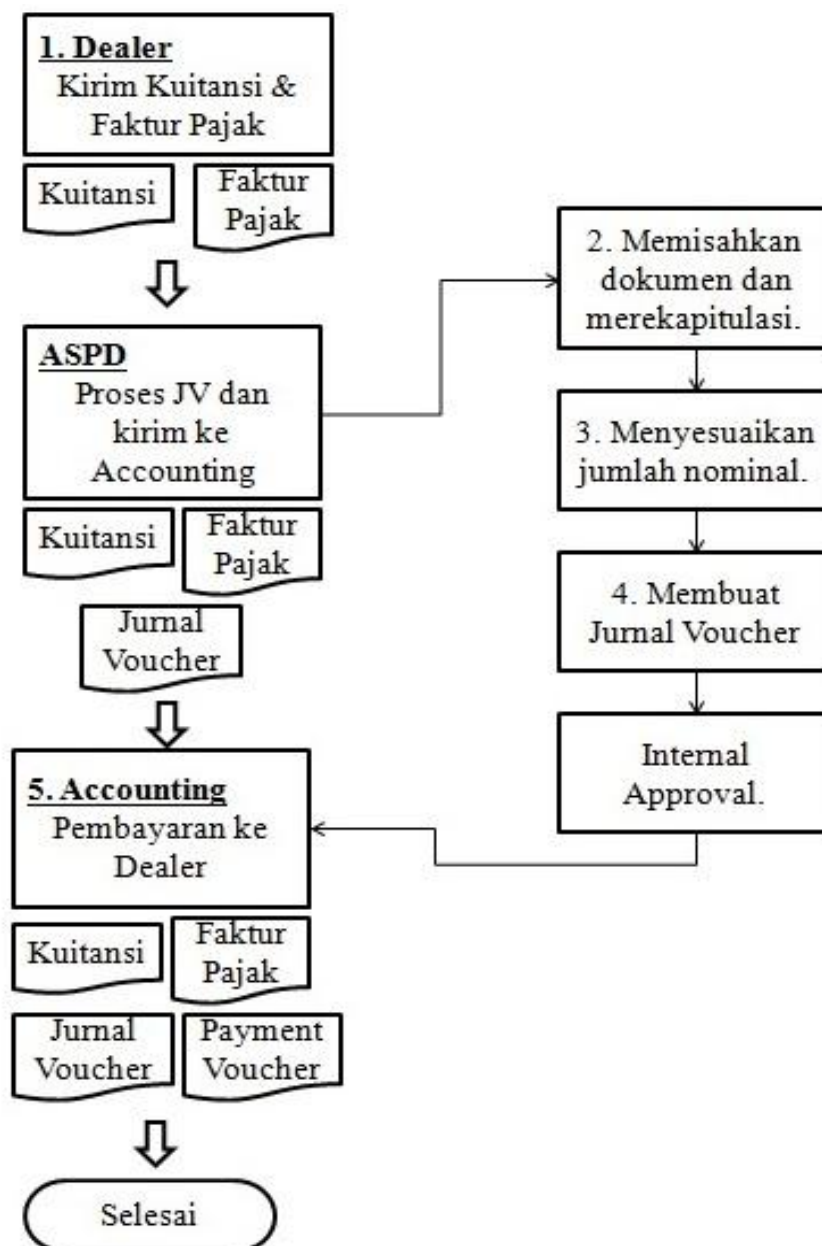 1. Dealer
Kirim Kuitansi &
Faktur Pajak
Kuitansi
Faktur
Pajak
ASPD
Proses JV dan
kirim ke
Accounting
Kuitansi
Faktur
Pajak
Jurnal
Voucher
2. Memisahkan
dokumen dan
merekapitulasi.
3. Menyesuaikan
jumlah nominal.
4. Membuat
Jurnal Voucher
Internal
Approval.
5. Accounting
Pembayaran ke
Dealer
Kuitansi
Faktur
Pajak
Jurnal
Voucher
Payment
Voucher
Selesai